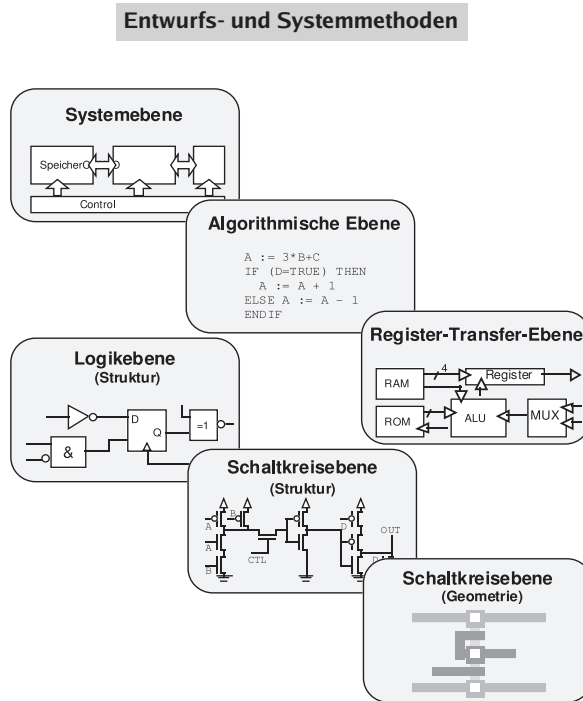 Entwurfs- und Systemmethoden
Systemebene
Speicher
Control
Algorithmische Ebene
A := 3*B+C
IF (D=TRUE) THEN
A := A + 1
ELSE A := A - 1
ENDIF
Register-Transfer-Ebene
4
Register
RAM
ROM
ALU
MUX
Logikebene
(Struktur)
D
Q
=1
&
Schaltkreisebene
(Struktur)
A
B
D
OUT
A
CTL
D
B
Schaltkreisebene
(Geometrie)